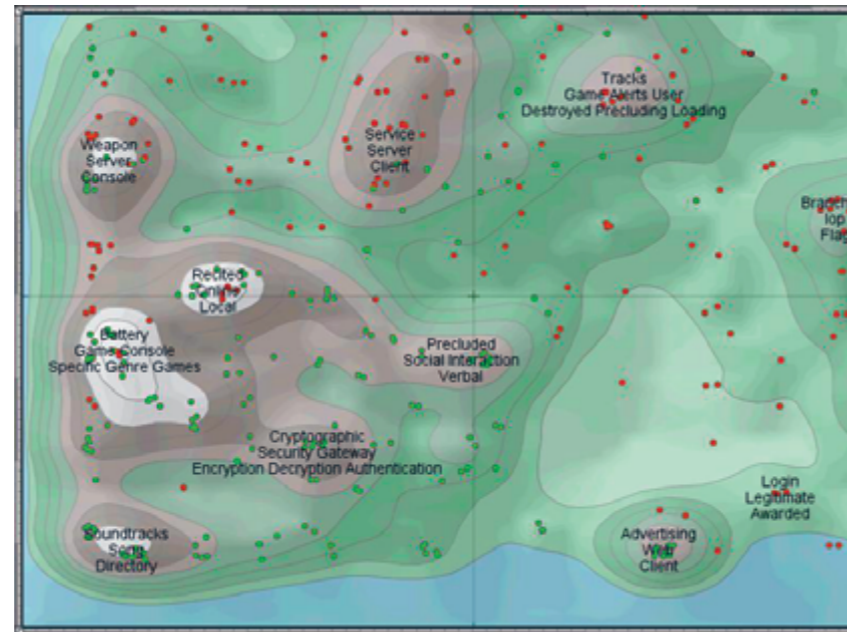 Tracks
Game Alerts User
Destroyed Precluding Loading
Service
Server
Client
Weapon
Server
Console
Flag
Recited
Online
Local
Battery
Game Console
Specific Genre Games
Precluded
Social Interaction
Verbal
Cryptographic
Security Gateway
Encryption Decryption Authentication
Login
Legitimate
Awarded
Soundtracks
Song
Directory
Advertising
Web
Client